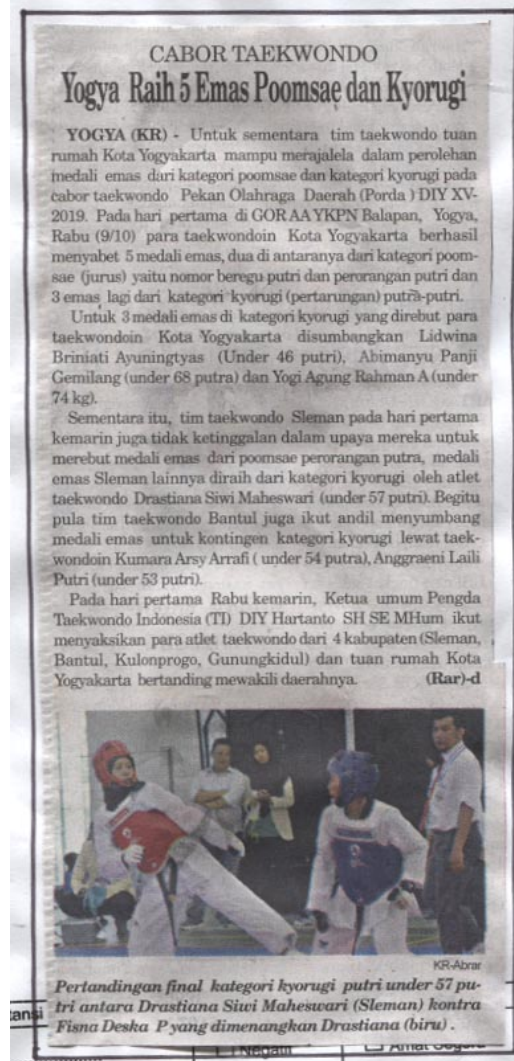 CABOR TAEKWONDO
Yogya Raih 5 Emas Poomsae dan Kyorugi
YOGYA (KR) - Untuk sementara tim taekwondo tuan
rumah Kota Yogyakarta mampu merajalela dalam perolehan
medali emas dari kategori poomsae dan kategori kyorugi pada
cabor taekwondo Pekan Olahraga Daerah (Porda ) DIY XV-
2019. Pada hari pertama di GOR AA YKPN Balapan, Yogya,
Rabu (9/10) para taekwondoin Kota Yogyakarta berhasil
menyabet 5 medali emas, dua di antaranya dari kategori poom-
sae (jurus) yaitu nomor beregu putri dan perorangan putri dan
3 emas lagi dari kategori kyorugi (pertarungan) putra-putri.
Untuk 3 medali emas di kategori kyorugi yang direbut para
taekwondoin Kota Yogyakarta disumbangkan Lidwina
Briniati Ayuningtyas (Under 46 putri), Abimanyu Panji
Gemilang (under 68 putra) dan Yogi Agung Rahman A (under
74 kg).
Sementara itu, tim taekwondo Sleman pada hari pertama
kemarin juga tidak ketinggalan dalam upaya mereka untuk
merebut medali emas dari poomsae perorangan putra, medali
emas Sleman lainnya diraih dari kategori kyorugi oleh atlet
taekwondo Drastiana Siwi Maheswari (under 57 putri). Begitu
pula tim taekwondo Bantul juga ikut andil menyumbang
medali emas untuk kontingen kategori kyorugi lewat taek-
wondoin Kumara Arsy Arrafi ( under 54 putra), Anggraeni Laili
Putri (under 53 putri).
Pada hari pertama Rabu kemarin, Ketua umum Pengda
Taekwondo Indonesia (TI) DIY Hartanto SH SE MHum ikut
menyaksikan para atlet taekwondo dari 4 kabupaten (Sleman,
Bantul, Kulonprogo, Gunungkidul) dan tuan rumah Kota
Yogyakarta bertanding mewakili daerahnya. (Rar)-d
KR-Abrar
Pertandingan final kategori kyorugi putri under 57 pu-
tri antara Drastiana Siwi Maheswari (Sleman) kontra
Fisna Deska P yang dimenangkan Drastiana (biru) .